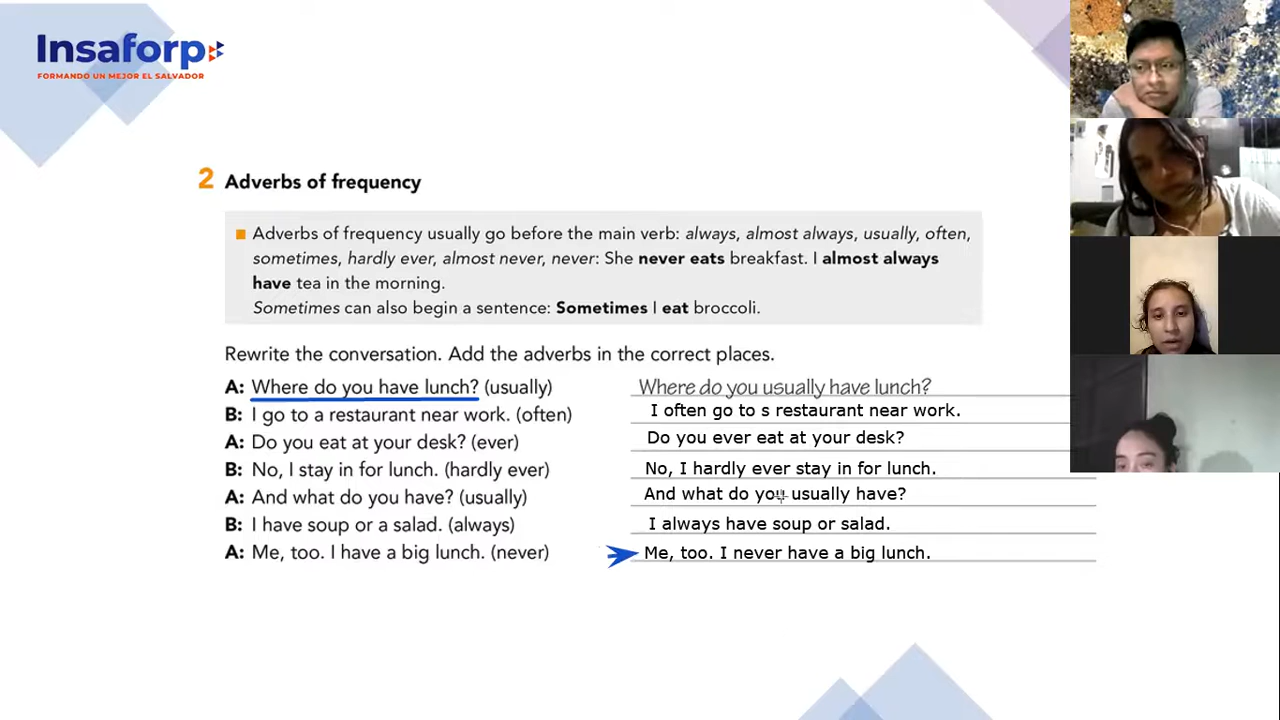 Insaforp
FORMANDO UN MEJOR EL SALVADOR
2 Adverbs of frequency
Adverbs of frequency usually go before the main verb: always, almost always, usually, often,
sometimes, hardly ever, almost never, never: She never eats breakfast. I almost always
have tea in the morning.
Sometimes can also begin a sentence: Sometimes I eat broccoli.
Rewrite the conversation. Add the adverbs in the correct places.
A: Where do you have lunch? (usually) Where do you usually have lunch?
B: I go to a restaurant near work. (often) I often go to s restaurant near work.
A: Do you eat at your desk? (ever) Do you ever eat at your desk?
B: No, I stay in for lunch. (hardly ever) No, I hardly ever stay in for lunch.
A: And what do you have? (usually) And what do you usually have?
B: I have soup or a salad. (always) I always have soup or salad.
A: Me, too. I have a big lunch. (never) Me, too. I never have a big lunch.